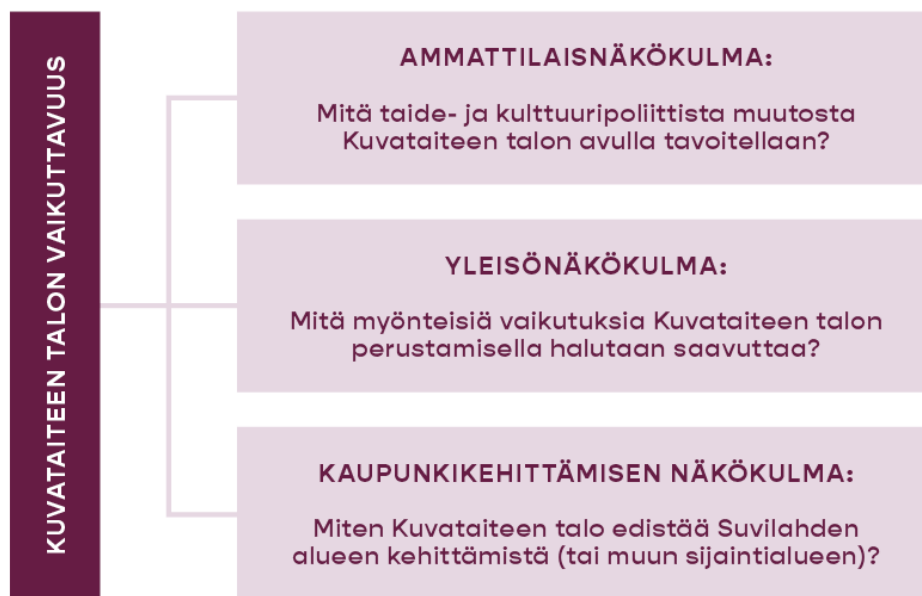 KUVATAITEEN TALON VAIKUTTAVUUS
AMMATTILAISNÄKÖKULMA:
Mitä taide- ja kulttuuripoliittista muutosta
Kuvataiteen talon avulla tavoitellaan?
YLEISÖNÄKÖKULMA:
Mitä myönteisiä vaikutuksia Kuvataiteen talon
perustamisella halutaan saavuttaa?
KAUPUNKIKEHITTÄMISEN NÄKÖKULMA:
Miten Kuvataiteen talo edistää Suvilahden
alueen kehittämistä (tai muun sijaintialueen)?